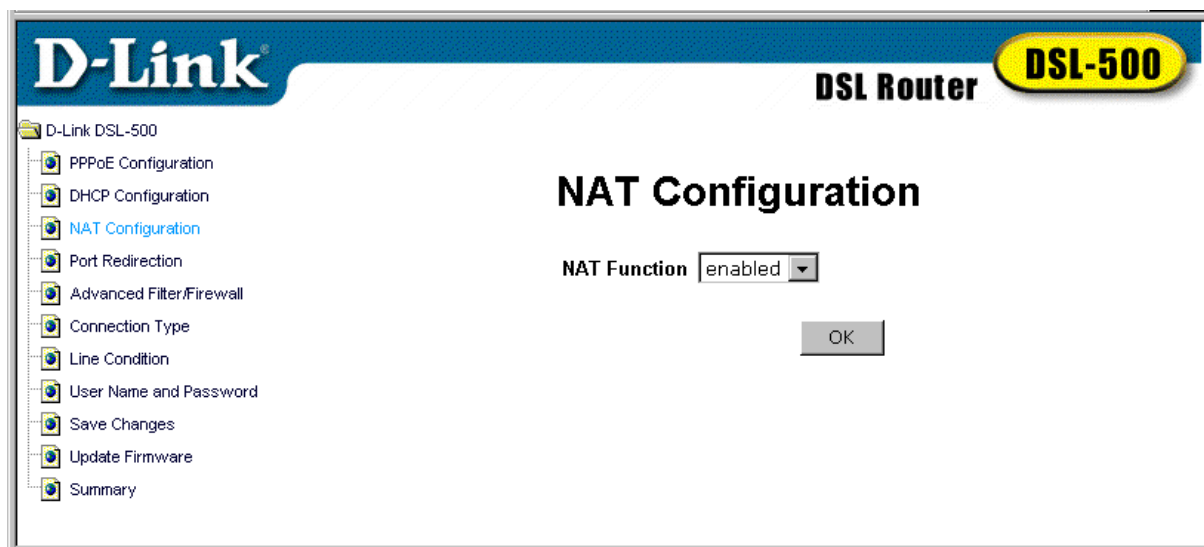 D-Link®
DSL Router DSL-500
D-Link DSL-500
PPPoE Configuration
DHCP Configuration
NAT Configuration
Port Redirection
Advanced Filter/Firewall
Connection Type
Line Condition
User Name and Password
Save Changes
Update Firmware
Summary
NAT Configuration
NAT Function enabled
OK